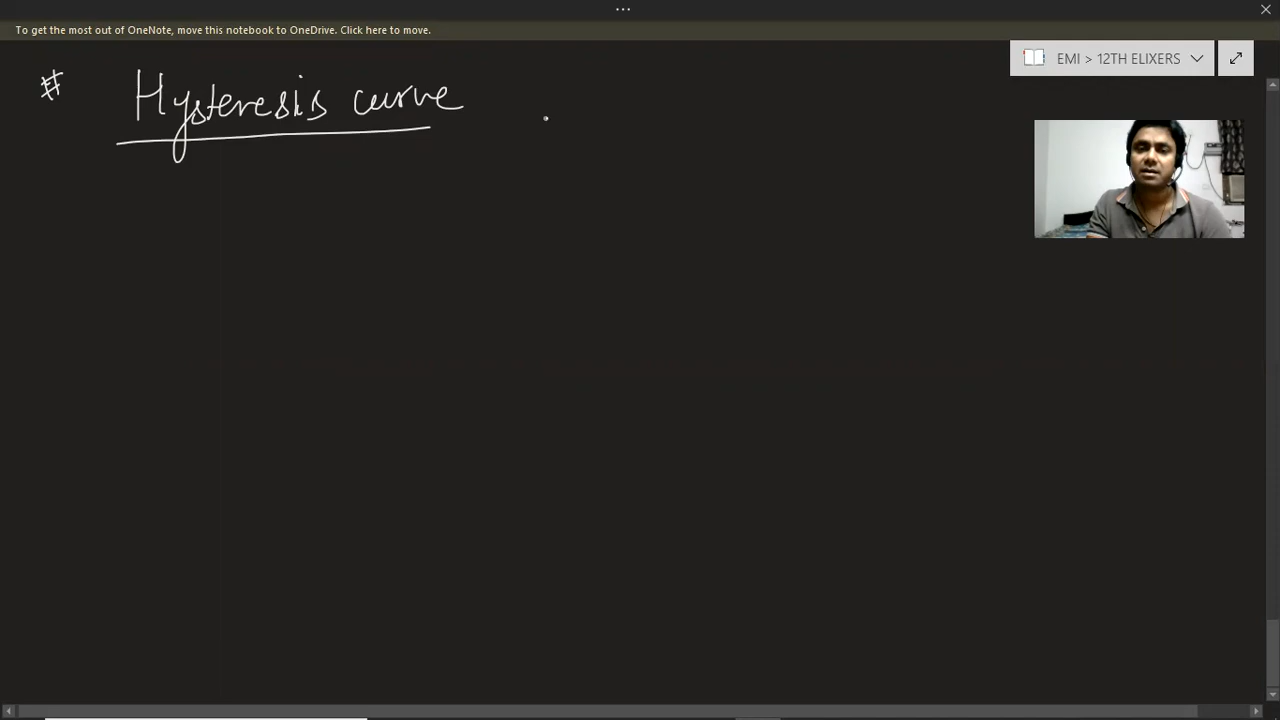 ...
To get the most out of OneNote, move this notebook to OneDrive. Click here to move.
EMI > 12TH ELIXERS
# Hysteresis curve